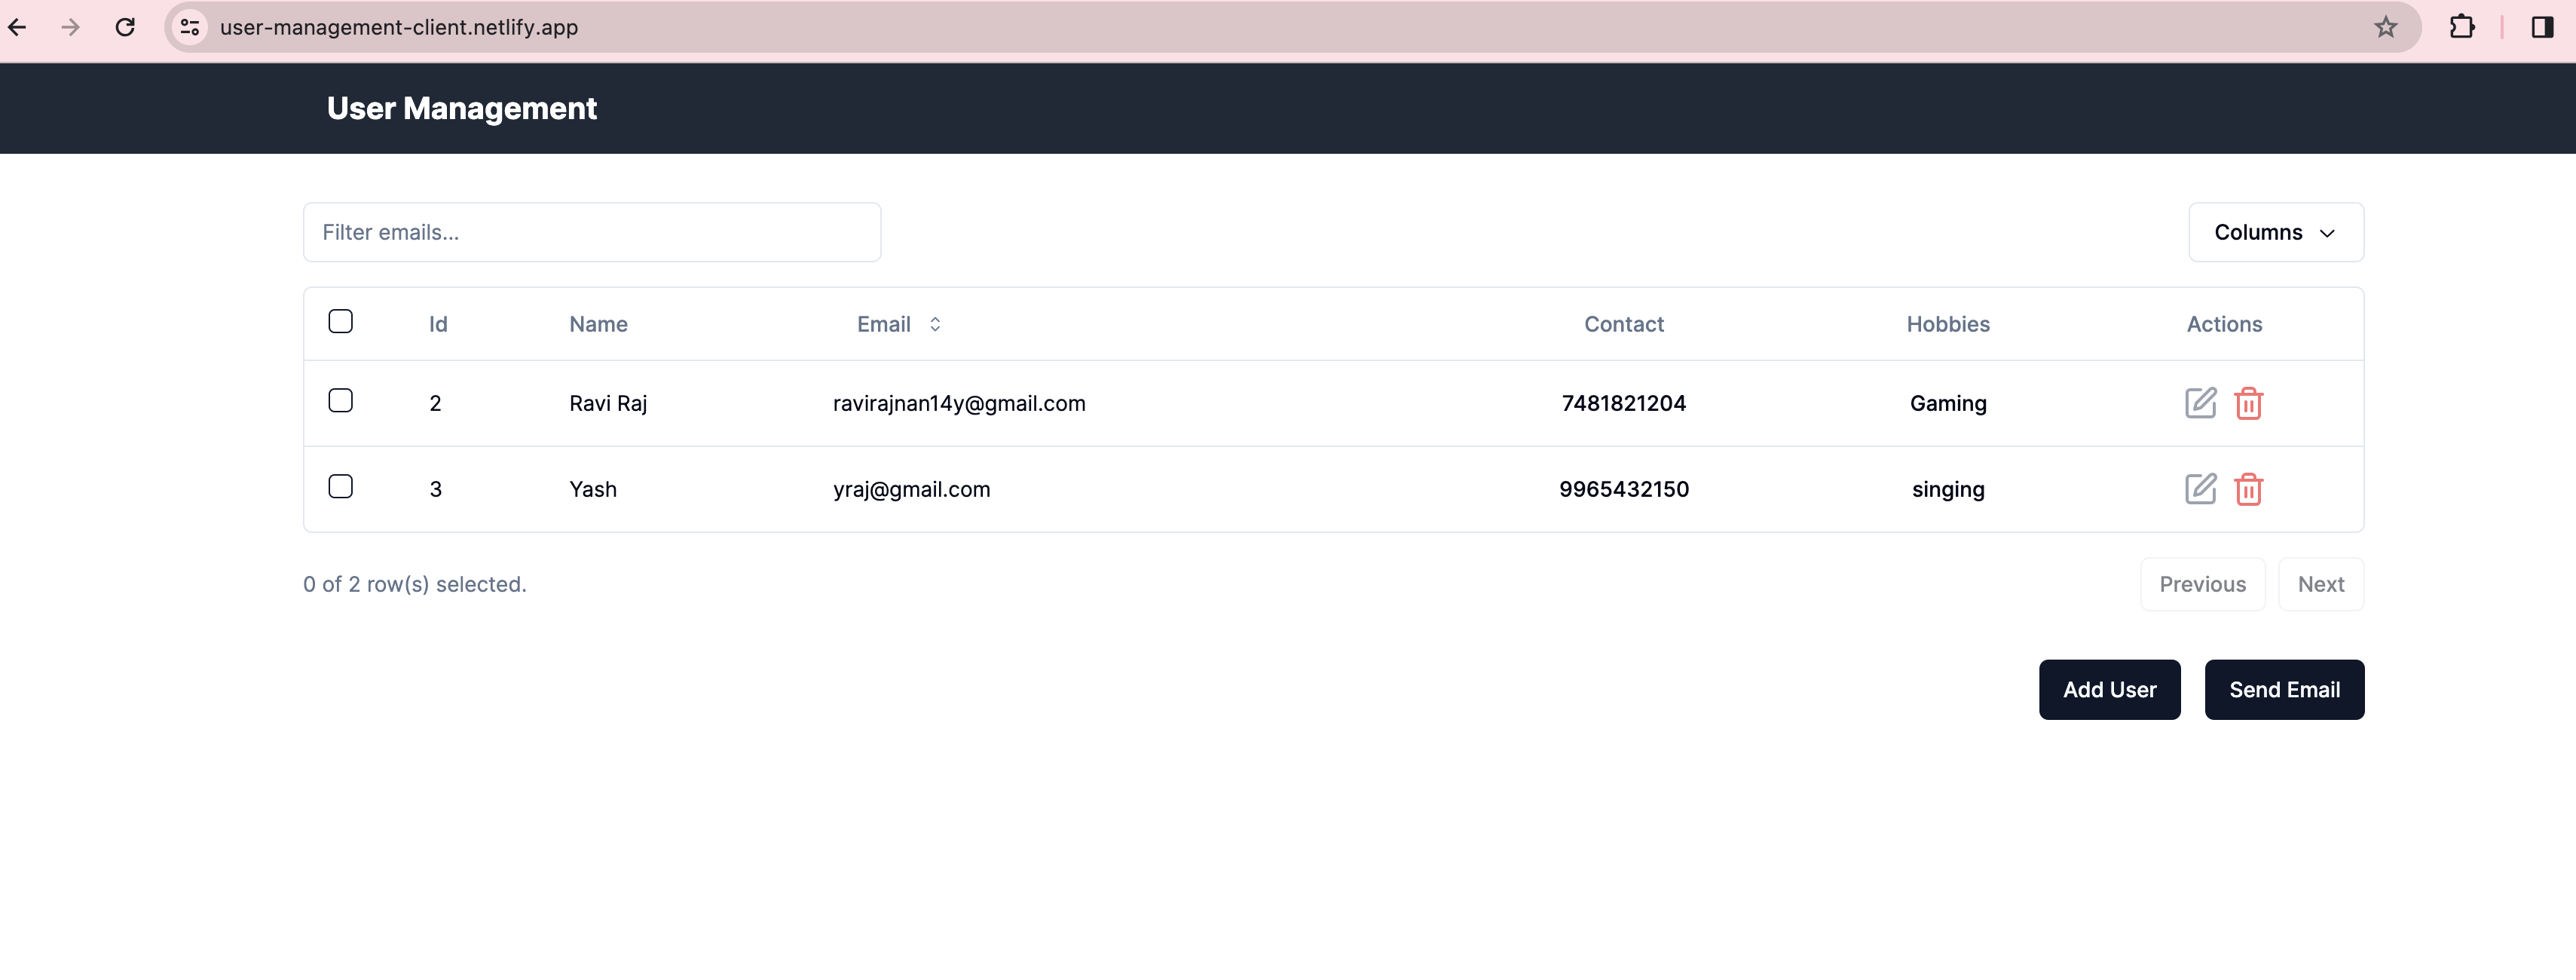 user-management-client.netlify.app
User Management
Filter emails...
Columns
Id Name Email Contact Hobbies Actions
2 Ravi Raj ravirajnan14y@gmail.com 7481821204 Gaming
3 Yash yraj@gmail.com 9965432150 singing
0 of 2 row(s) selected.
Previous Next
Add User Send Email